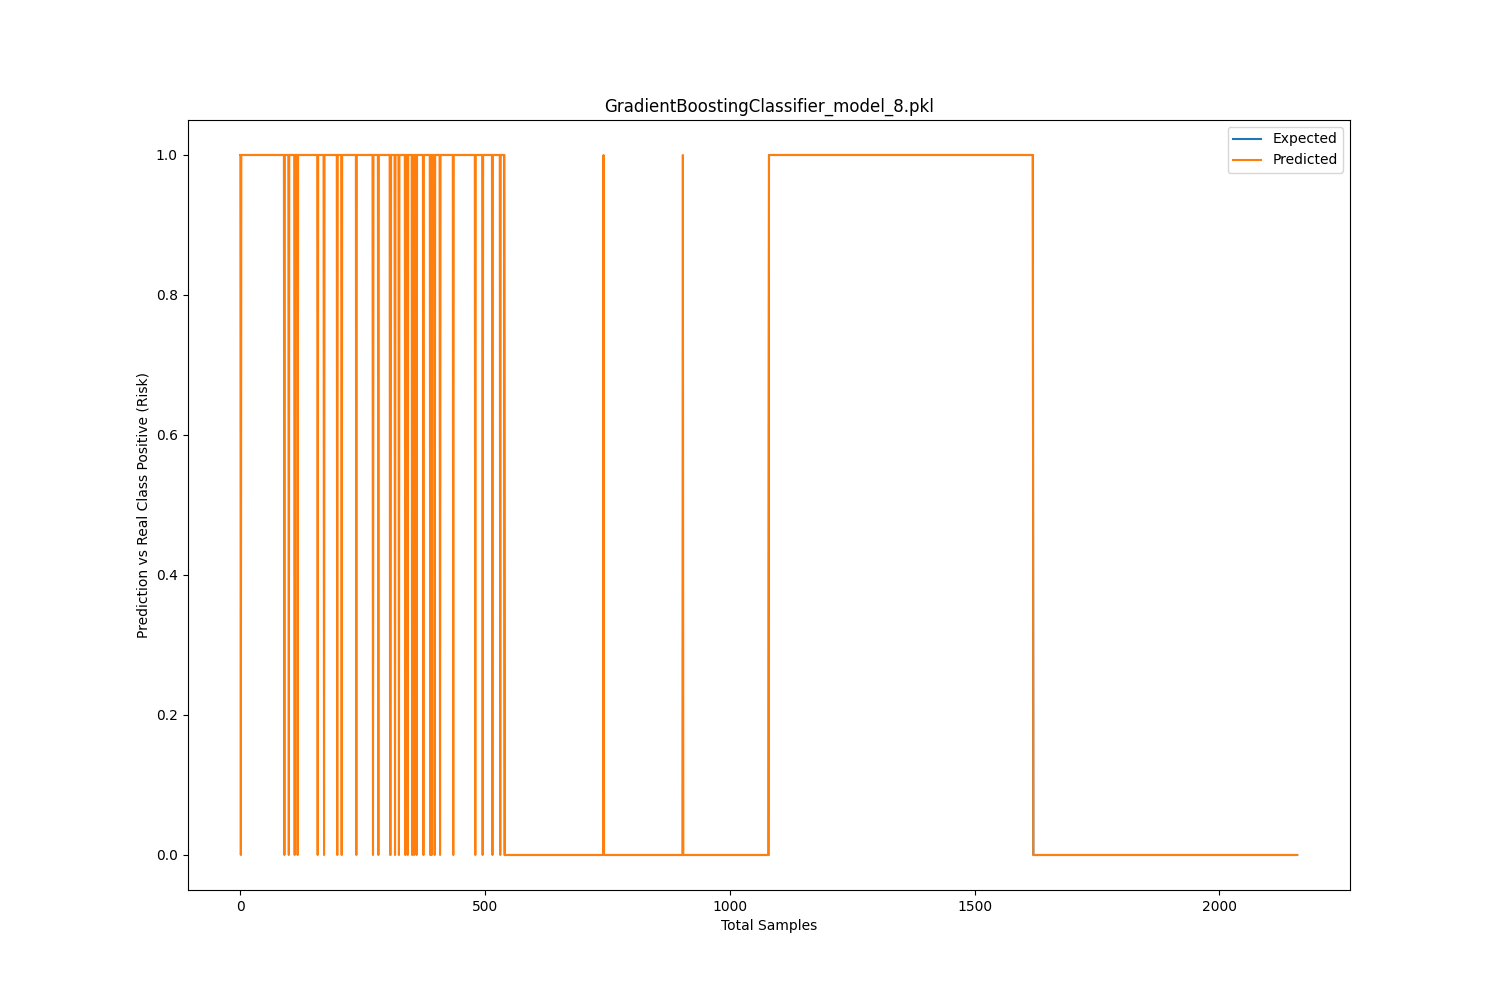 GradientBoostingClassifier_model_8.pkl
Expected
Predicted
1.0
0.8
0.6
0.4
0.2
0.0
Prediction vs Real Class Positive (Risk)
0 500 1000 1500 2000
Total Samples